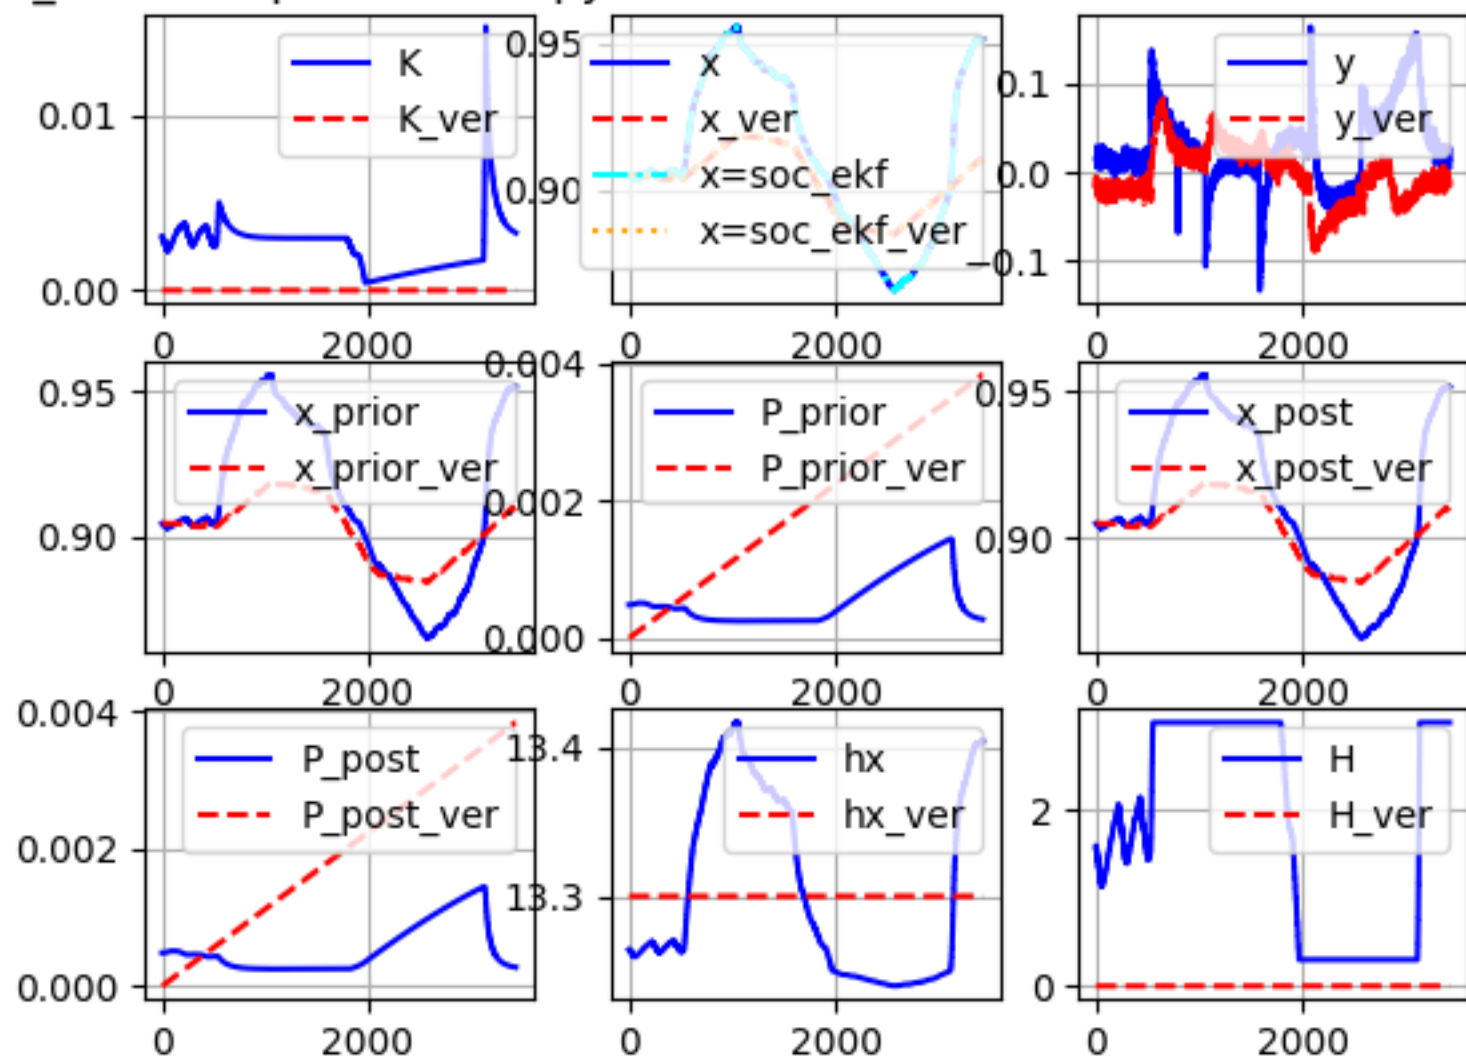 K
K_ver
0.01
0.00
0 2000
0.95
0.90
x
x_ver
x=soc_ekf
x=soc_ekf_ver
0 2000
0.1
0.0
−0.1
y
y_ver
0 2000
0.95
0.90
x_prior
x_prior_ver
0 2000
0.004
0.002
0.000
P_prior
P_prior_ver
0 2000
0.95
0.90
x_post
x_post_ver
0 2000
0.004
0.002
0.000
P_post
P_post_ver
0 2000
13.4
13.3
hx
hx_ver
0 2000
2
0
H
H_ver
0 2000